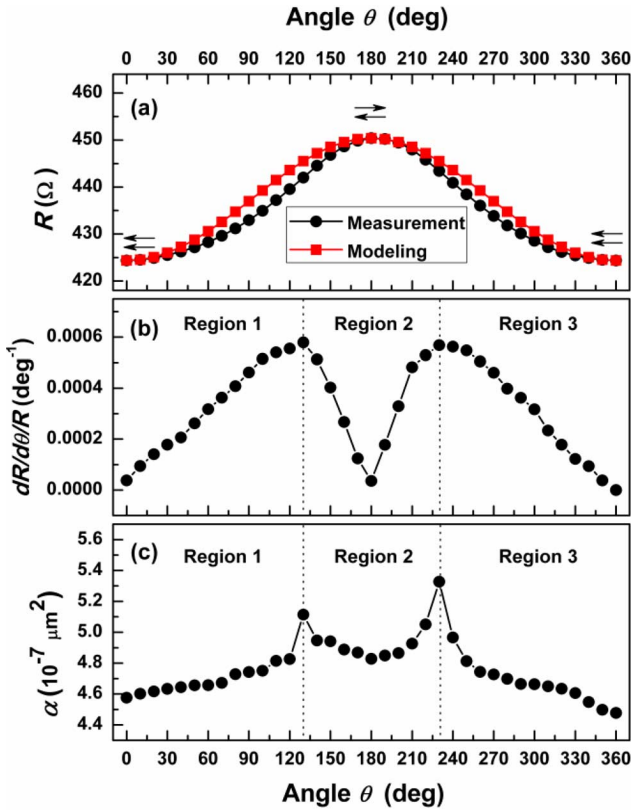 Angle θ (deg)
0 30 60 90 120 150 180 210 240 270 300 330 360
460
450
440
430
420
R (Ω)
(a)
Measurement
Modeling
0.0006
0.0004
0.0002
0.0000
dR/dθ/R (deg⁻¹)
(b)
Region 1 Region 2 Region 3
5.6
5.4
5.2
5.0
4.8
4.6
4.4
α (10⁻⁷ μm²)
(c)
Region 1 Region 2 Region 3
0 30 60 90 120 150 180 210 240 270 300 330 360
Angle θ (deg)